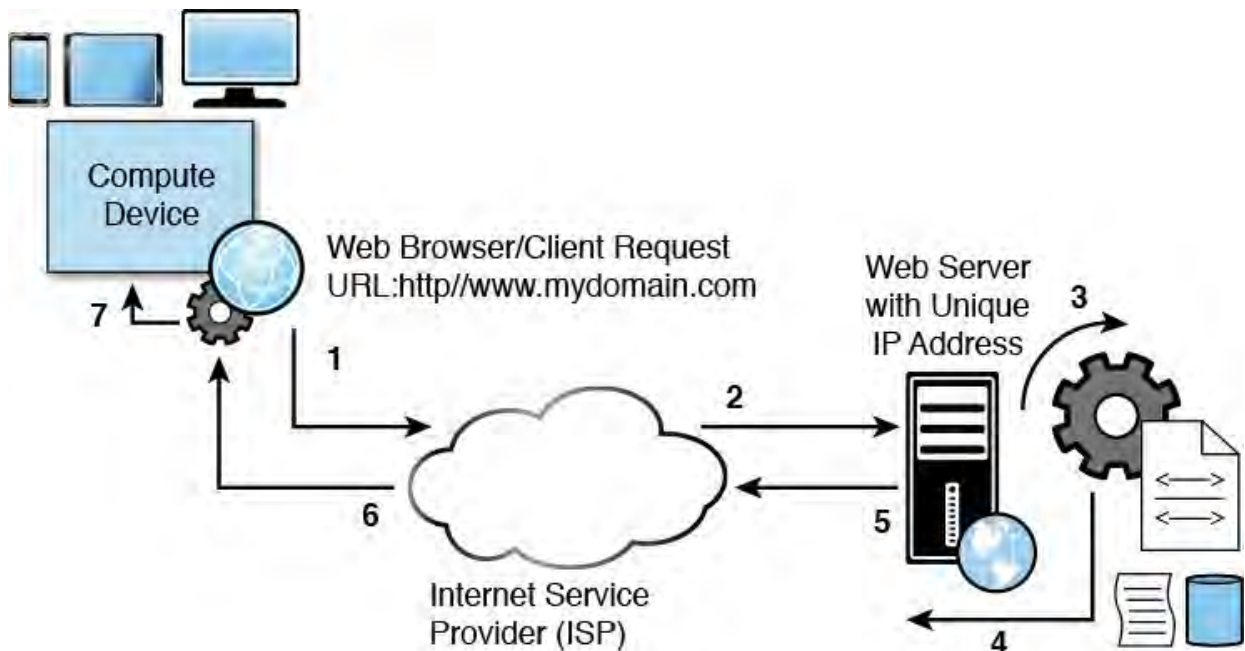 Compute
Device
Web Browser/Client Request
URL:http//www.mydomain.com
7
1
Web Server
with Unique
IP Address
3
2
6
5
Internet Service
Provider (ISP)
4